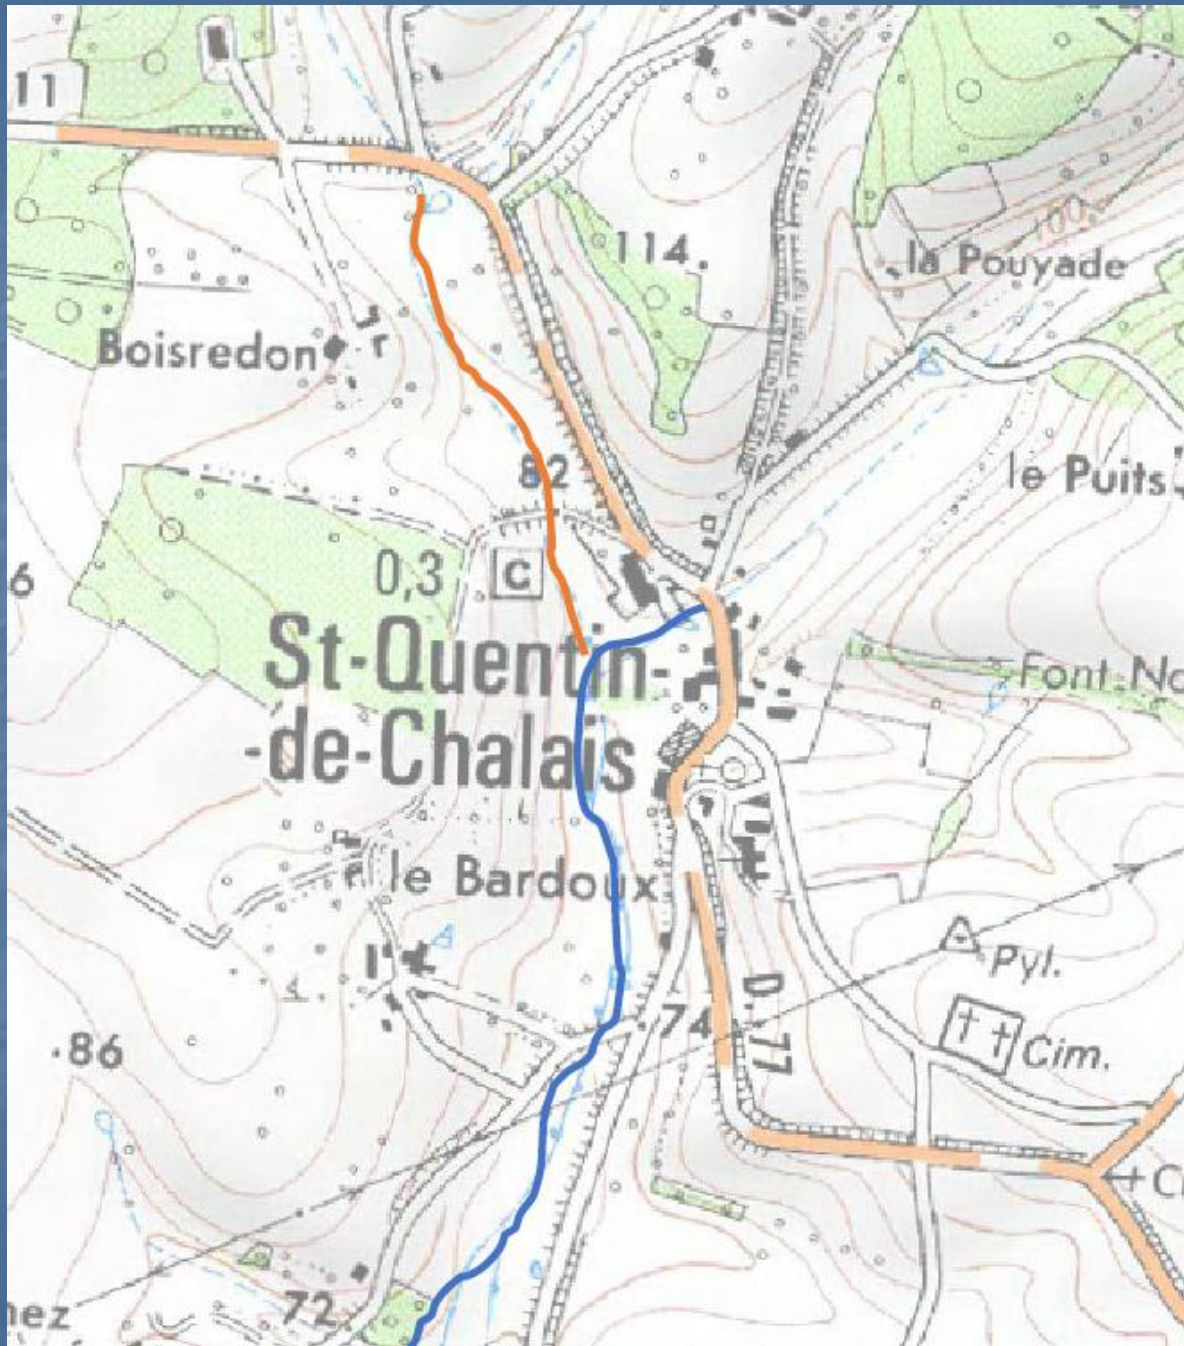 11
114.
la Pouyade
Boisredon
82
le Puits
6
0,3
C
St-Quentin-
-de-Chalais
Font-No
le Bardoux
Pyl.
74
D. 77
Cim.
.86
72
nez